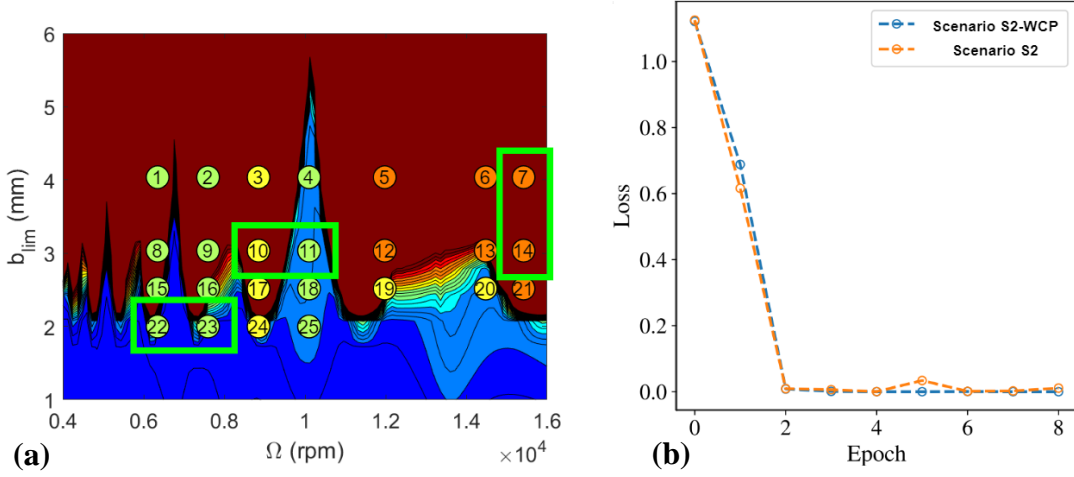 6
5
4
3
2
1
b_lim (mm)
1 2 3 4 5 6 7
8 9 10 11 12 13 14
15 16 17 18 19 20 21
22 23 24 25
0.4 0.6 0.8 1.0 1.2 1.4 1.6
Ω (rpm)
×10^4
(a)
Scenario S2-WCP
Scenario S2
1.0
0.8
0.6
0.4
0.2
0.0
Loss
0 2 4 6 8
Epoch
(b)